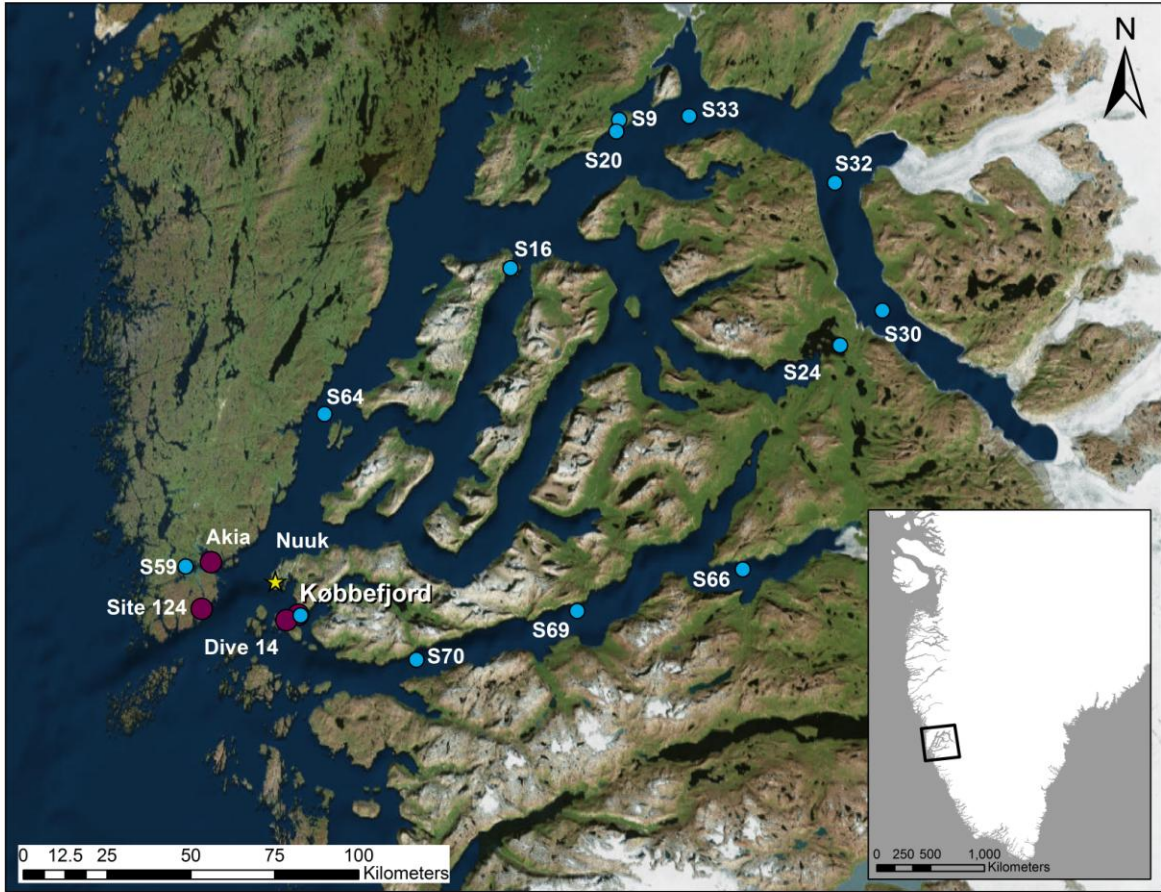 N
S9
S33
S20
S32
S16
S30
S24
S64
Akia
Nuuk
S59
Købbefjord
S66
Site 124
S69
Dive 14
S70
0 12.5 25 50 75 100
Kilometers
0 250 500 1,000
Kilometers